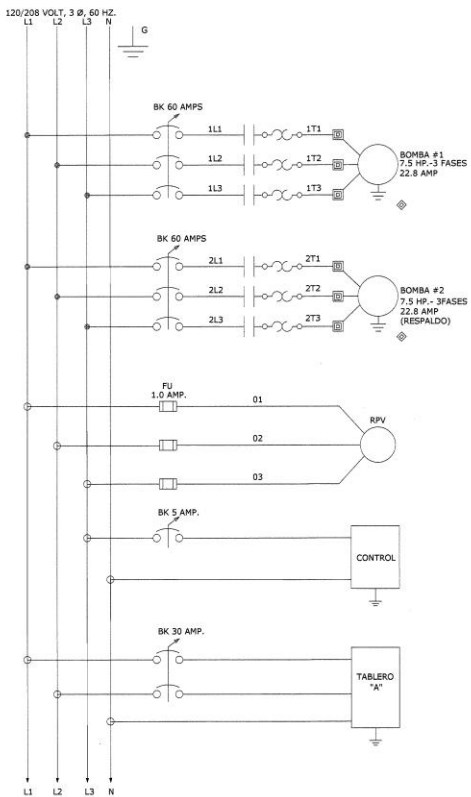 120/208 VOLT, 3 Ø, 60 HZ.
L1 L2 L3 N
G
BK 60 AMPS
1L1 1T1
1L2 1T2
1L3 1T3
BOMBA #1
7.5 HP.-3 FASES
22.8 AMP
BK 60 AMPS
2L1 2T1
2L2 2T2
2L3 2T3
BOMBA #2
7.5 HP.- 3FASES
22.8 AMP
(RESPALDO)
FU
1.0 AMP.
01
02
03
RPV
BK 5 AMP.
CONTROL
BK 30 AMP.
TABLERO
"A"
L1 L2 L3 N